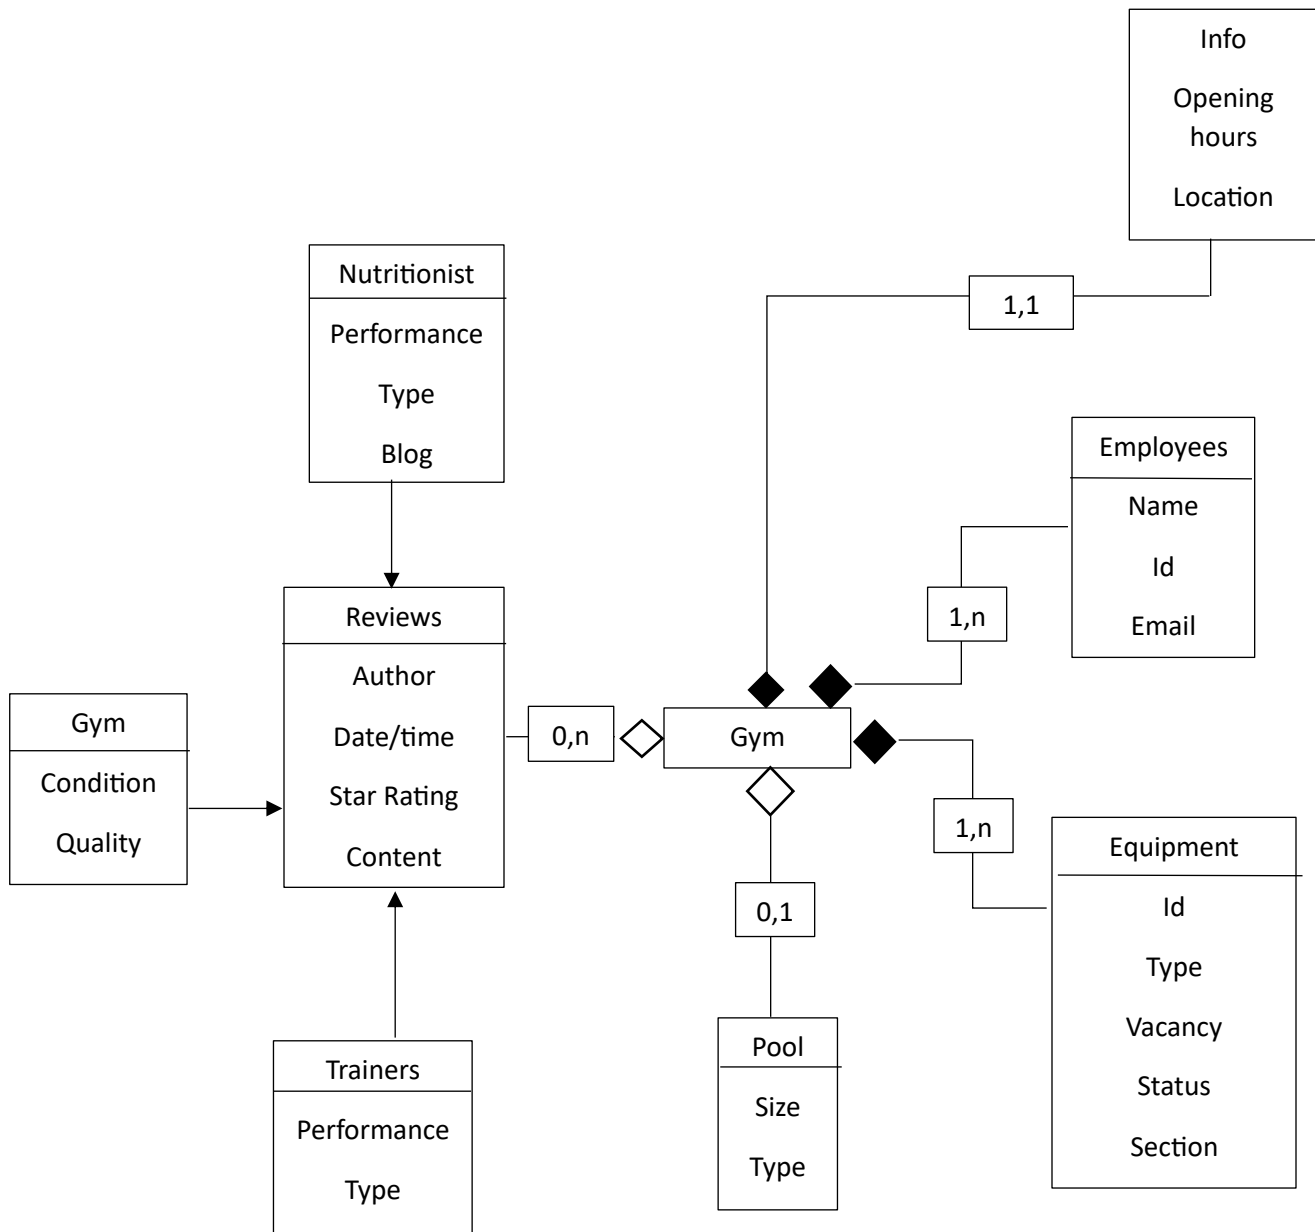 Info
Opening
hours
Location
1,1
Nutritionist
Performance
Type
Blog
Employees
Name
Id
Email
1,n
Reviews
Author
Date/time
Star Rating
Content
0,n
Gym
Gym
Condition
Quality
1,n
Equipment
Id
Type
Vacancy
Status
Section
0,1
Pool
Size
Type
Trainers
Performance
Type